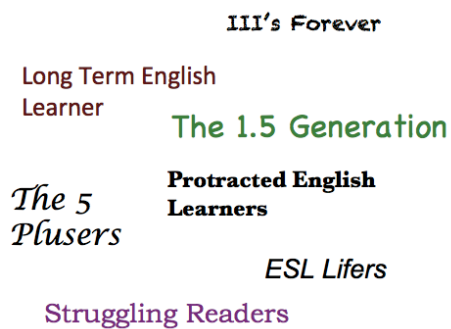 III's Forever
Long Term English
Learner
The 1.5 Generation
Protracted English
Learners
The 5
Plusers
ESL Lifers
Struggling Readers